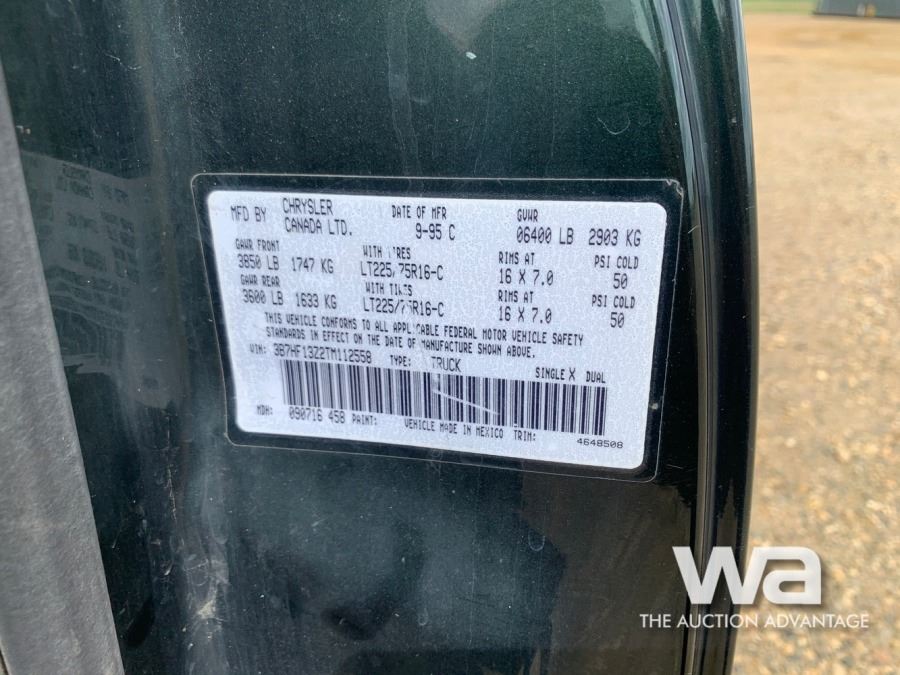 MFD BY CHRYSLER CANADA LTD. DATE OF MFR 9-95 C GVWR 06400 LB 2903 KG
GAWR FRONT WITH TIRES RIMS AT PSI COLD
3850 LB 1747 KG LT225/75R16-C 16 X 7.0 50
GAWR REAR WITH TIRES RIMS AT PSI COLD
3600 LB 1633 KG LT225/75R16-C 16 X 7.0 50
THIS VEHICLE CONFORMS TO ALL APPLICABLE FEDERAL MOTOR VEHICLE SAFETY
STANDARDS IN EFFECT ON THE DATE OF MANUFACTURE SHOWN ABOVE.
VIN: 3B7HF13Z2TM112558 TYPE: TRUCK SINGLE X DUAL
MDH: 090716 458 PAINT: VEHICLE MADE IN MEXICO TRIM: 4648508
wa
THE AUCTION ADVANTAGE